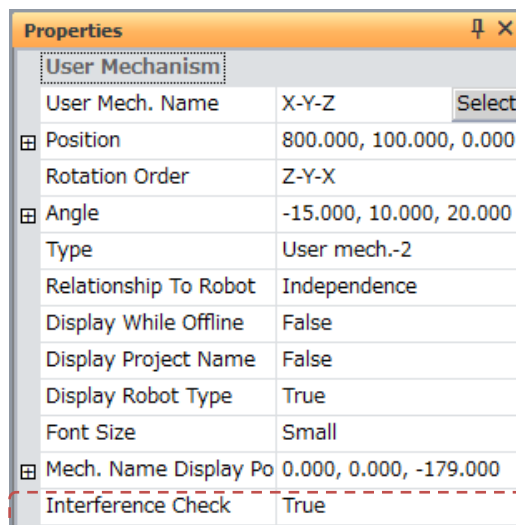 Properties
User Mechanism
User Mech. Name X-Y-Z Select
Position 800.000, 100.000, 0.000
Rotation Order Z-Y-X
Angle -15.000, 10.000, 20.000
Type User mech.-2
Relationship To Robot Independence
Display While Offline False
Display Project Name False
Display Robot Type True
Font Size Small
Mech. Name Display Po 0.000, 0.000, -179.000
Interference Check True